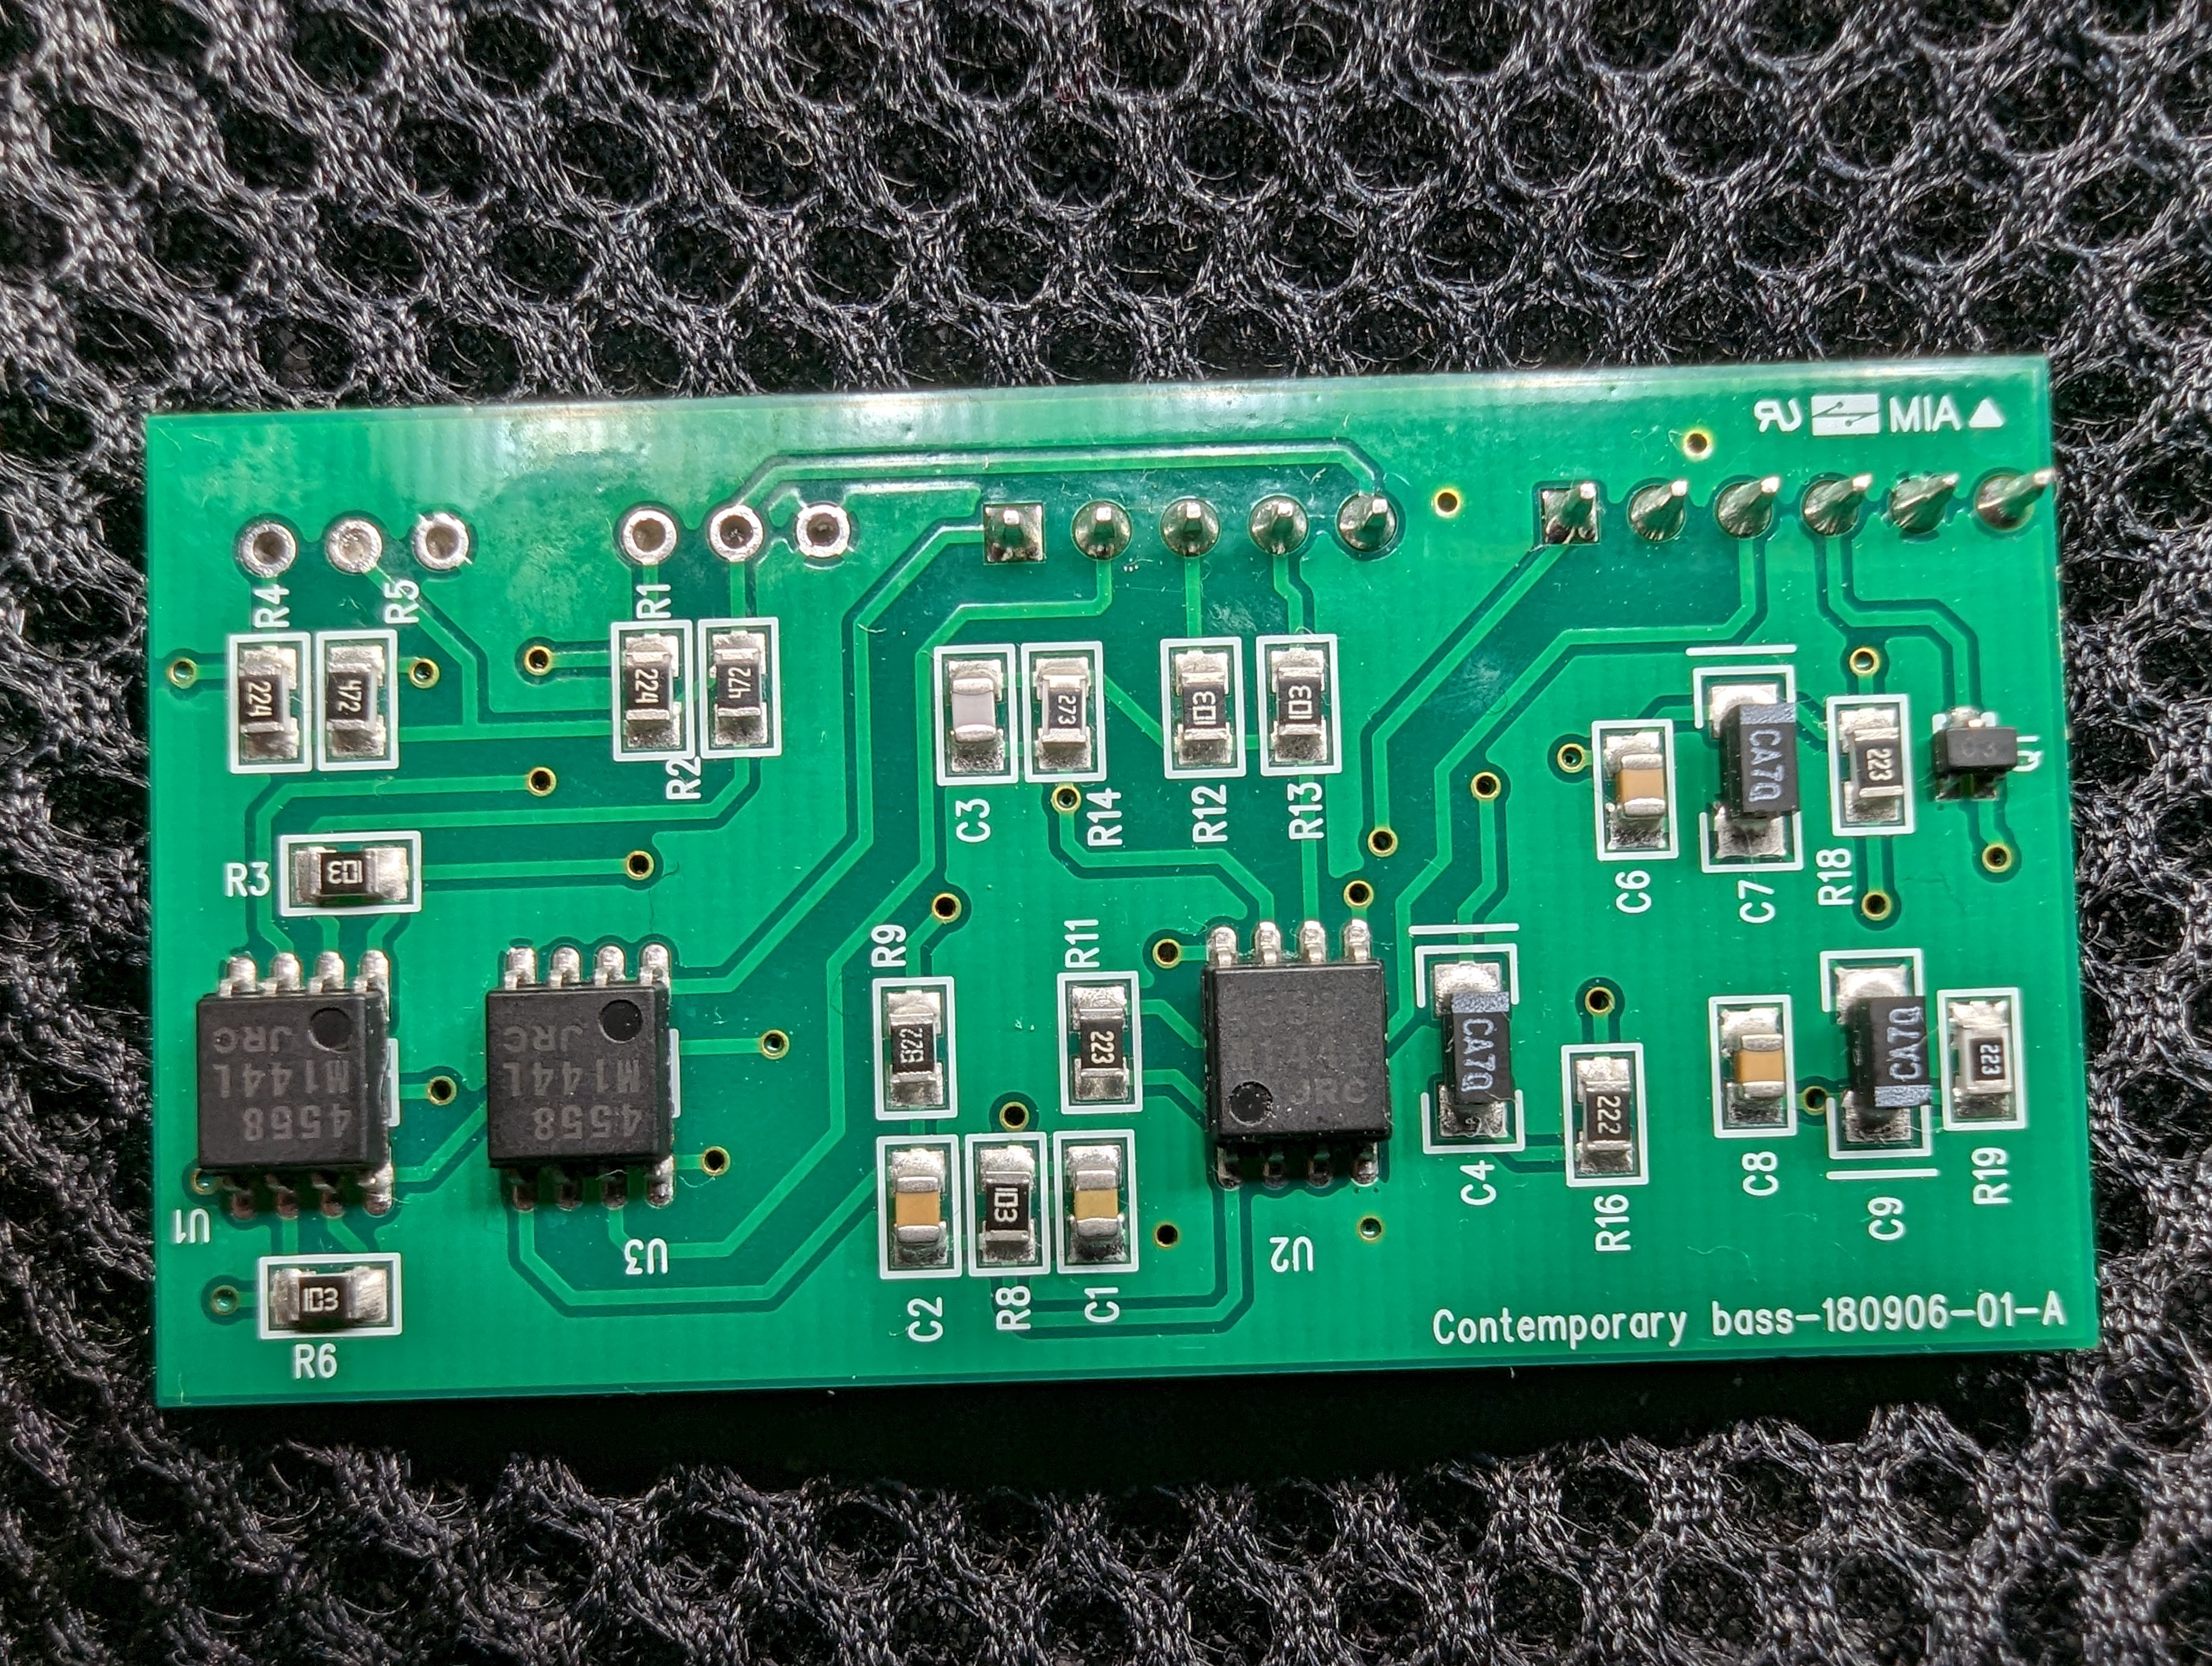 MIA
R4
R5
R1
224
472
224
472
R2
C3
273
R14
103
R12
103
R13
C6
CA7Q
C7
223
R18
R3
103
JRC
M144L
4558
U1
JRC
M144L
4558
U3
R9
R11
223
JRC
U2
CA7Q
C4
222
R16
C8
CA7Q
C9
223
R19
C2
103
R8
C1
103
R6
Contemporary bass-180906-01-A